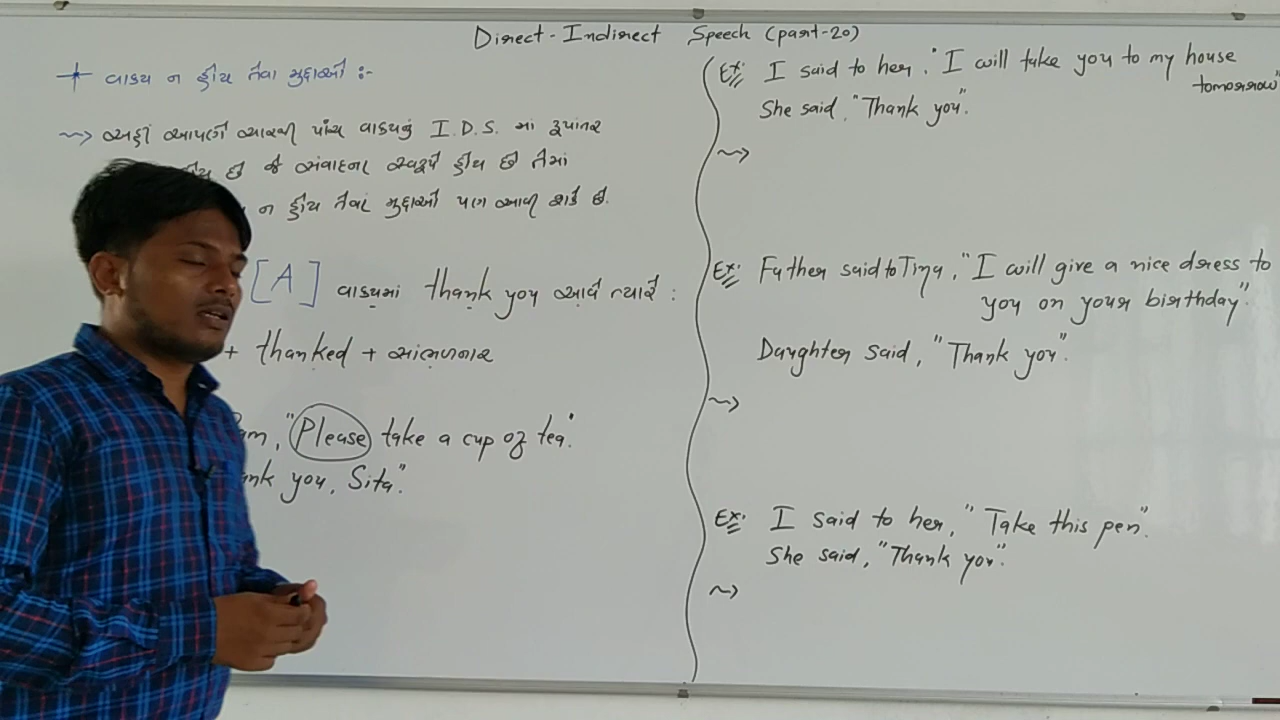 Direct - Indirect Speech (part-20)
વાક્ય ન હોય તેવા મુદ્દાઓ :-
અહીં આપણે આવાં પાંચ વાક્યનું I.D.S. માં રૂપાંતર
છે જે સંવાદના સ્વરૂપે હોય છે તેમાં
ન હોય તેવાં મુદ્દાઓ પણ આવી શકે છે.
[A] વાક્યમાં thank you આવે ત્યારે :
+ thanked + સાંભળનાર
"Please take a cup of tea".
you, Sita."
Ex: I said to her, "I will take you to my house
tomorrow"
She said, "Thank you".
Ex: Father said to Tina, "I will give a nice dress to
you on your birthday".
Daughter said, "Thank you".
Ex: I said to her, "Take this pen".
She said, "Thank you".